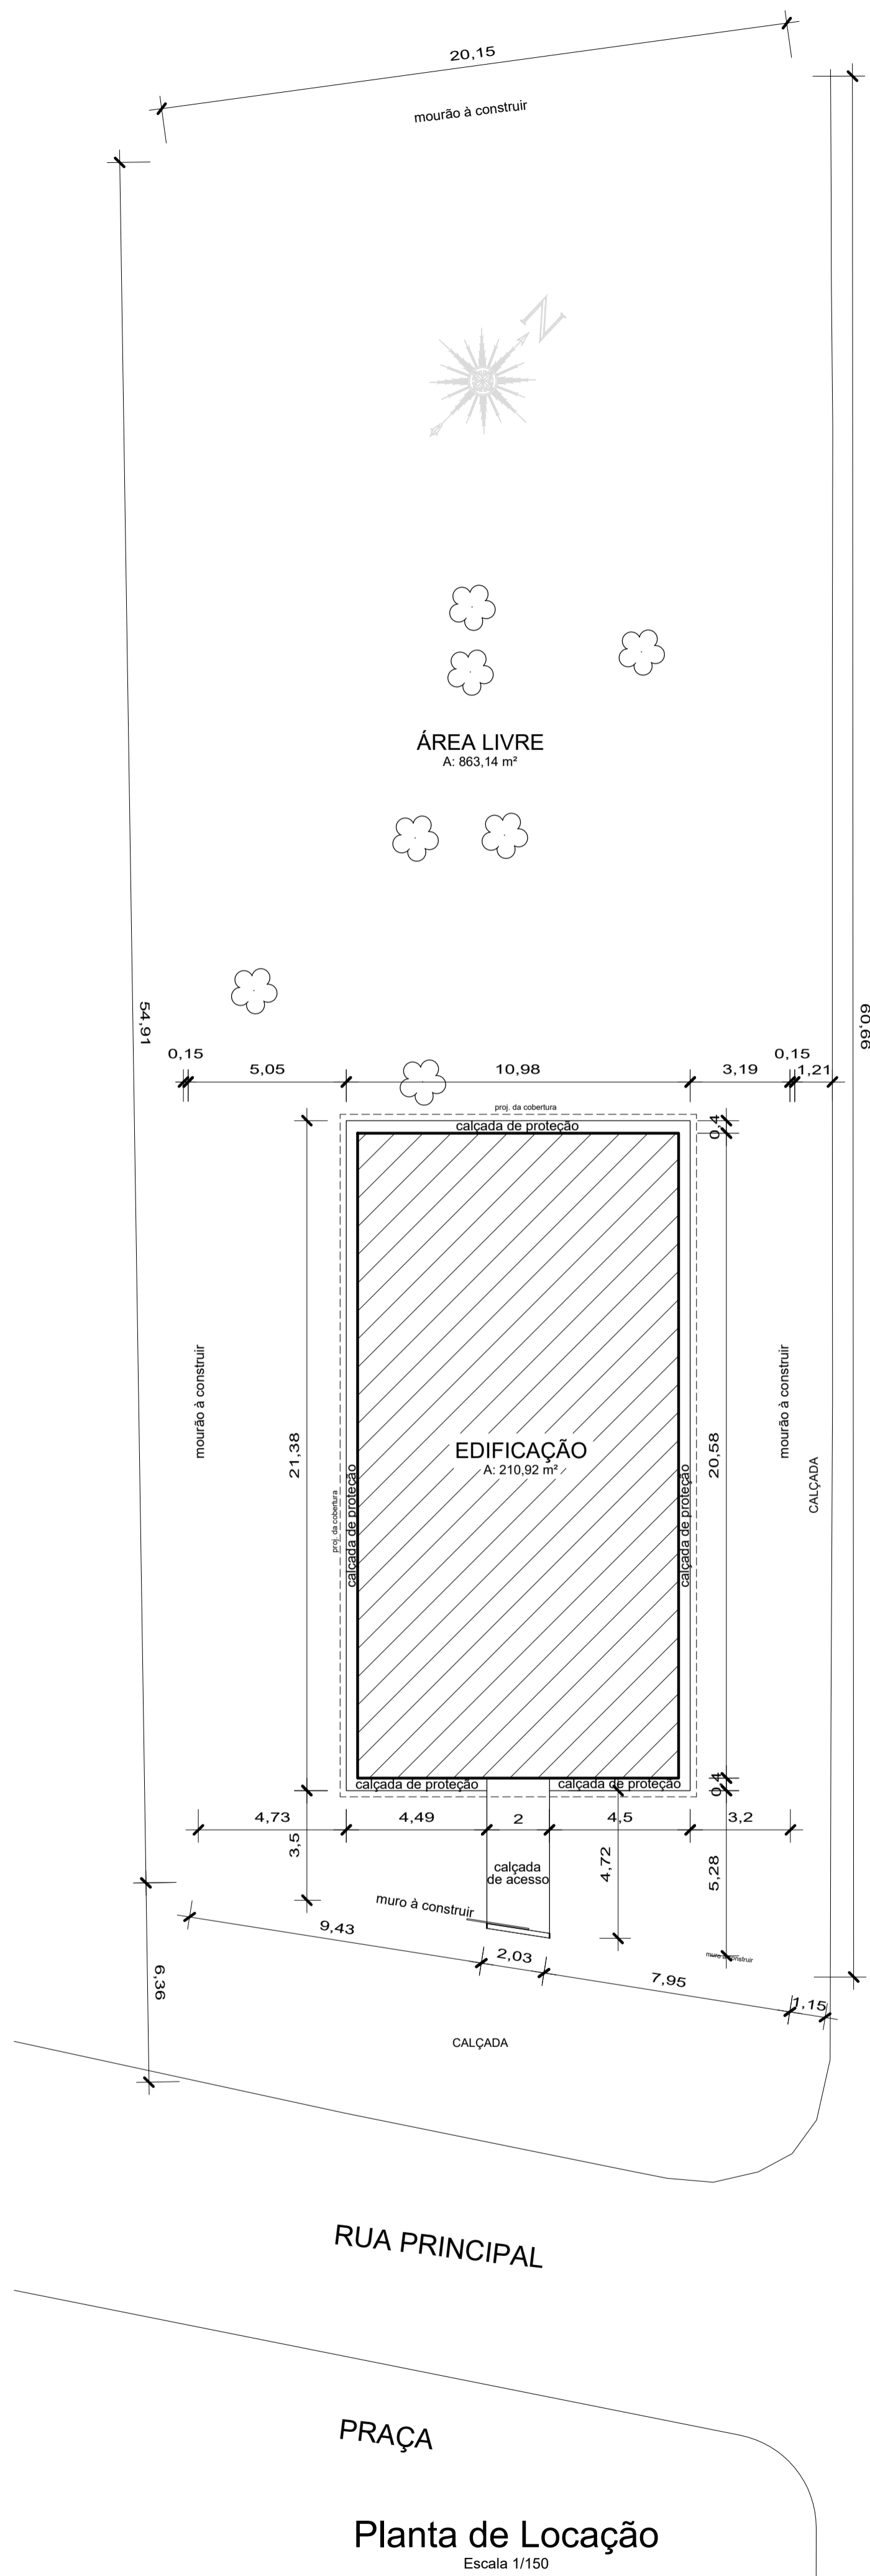 20,15
mourão à construir
N
ÁREA LIVRE
A: 863,14 m²
54,91
60,66
0,15
5,05
10,98
3,19
0,15
1,21
proj. da cobertura
calçada de proteção
0,4
mourão à construir
21,38
proj. da cobertura
calçada de proteção
EDIFICAÇÃO
A: 210,92 m²
calçada de proteção
20,58
mourão à construir
CALÇADA
calçada de proteção
calçada de proteção
0,4
4,73
4,49
2
4,5
3,2
3,5
calçada
de acesso
4,72
5,28
muro à construir
9,43
2,03
7,95
muro à construir
1,15
6,36
CALÇADA
RUA PRINCIPAL
PRAÇA
Planta de Locação
Escala 1/150